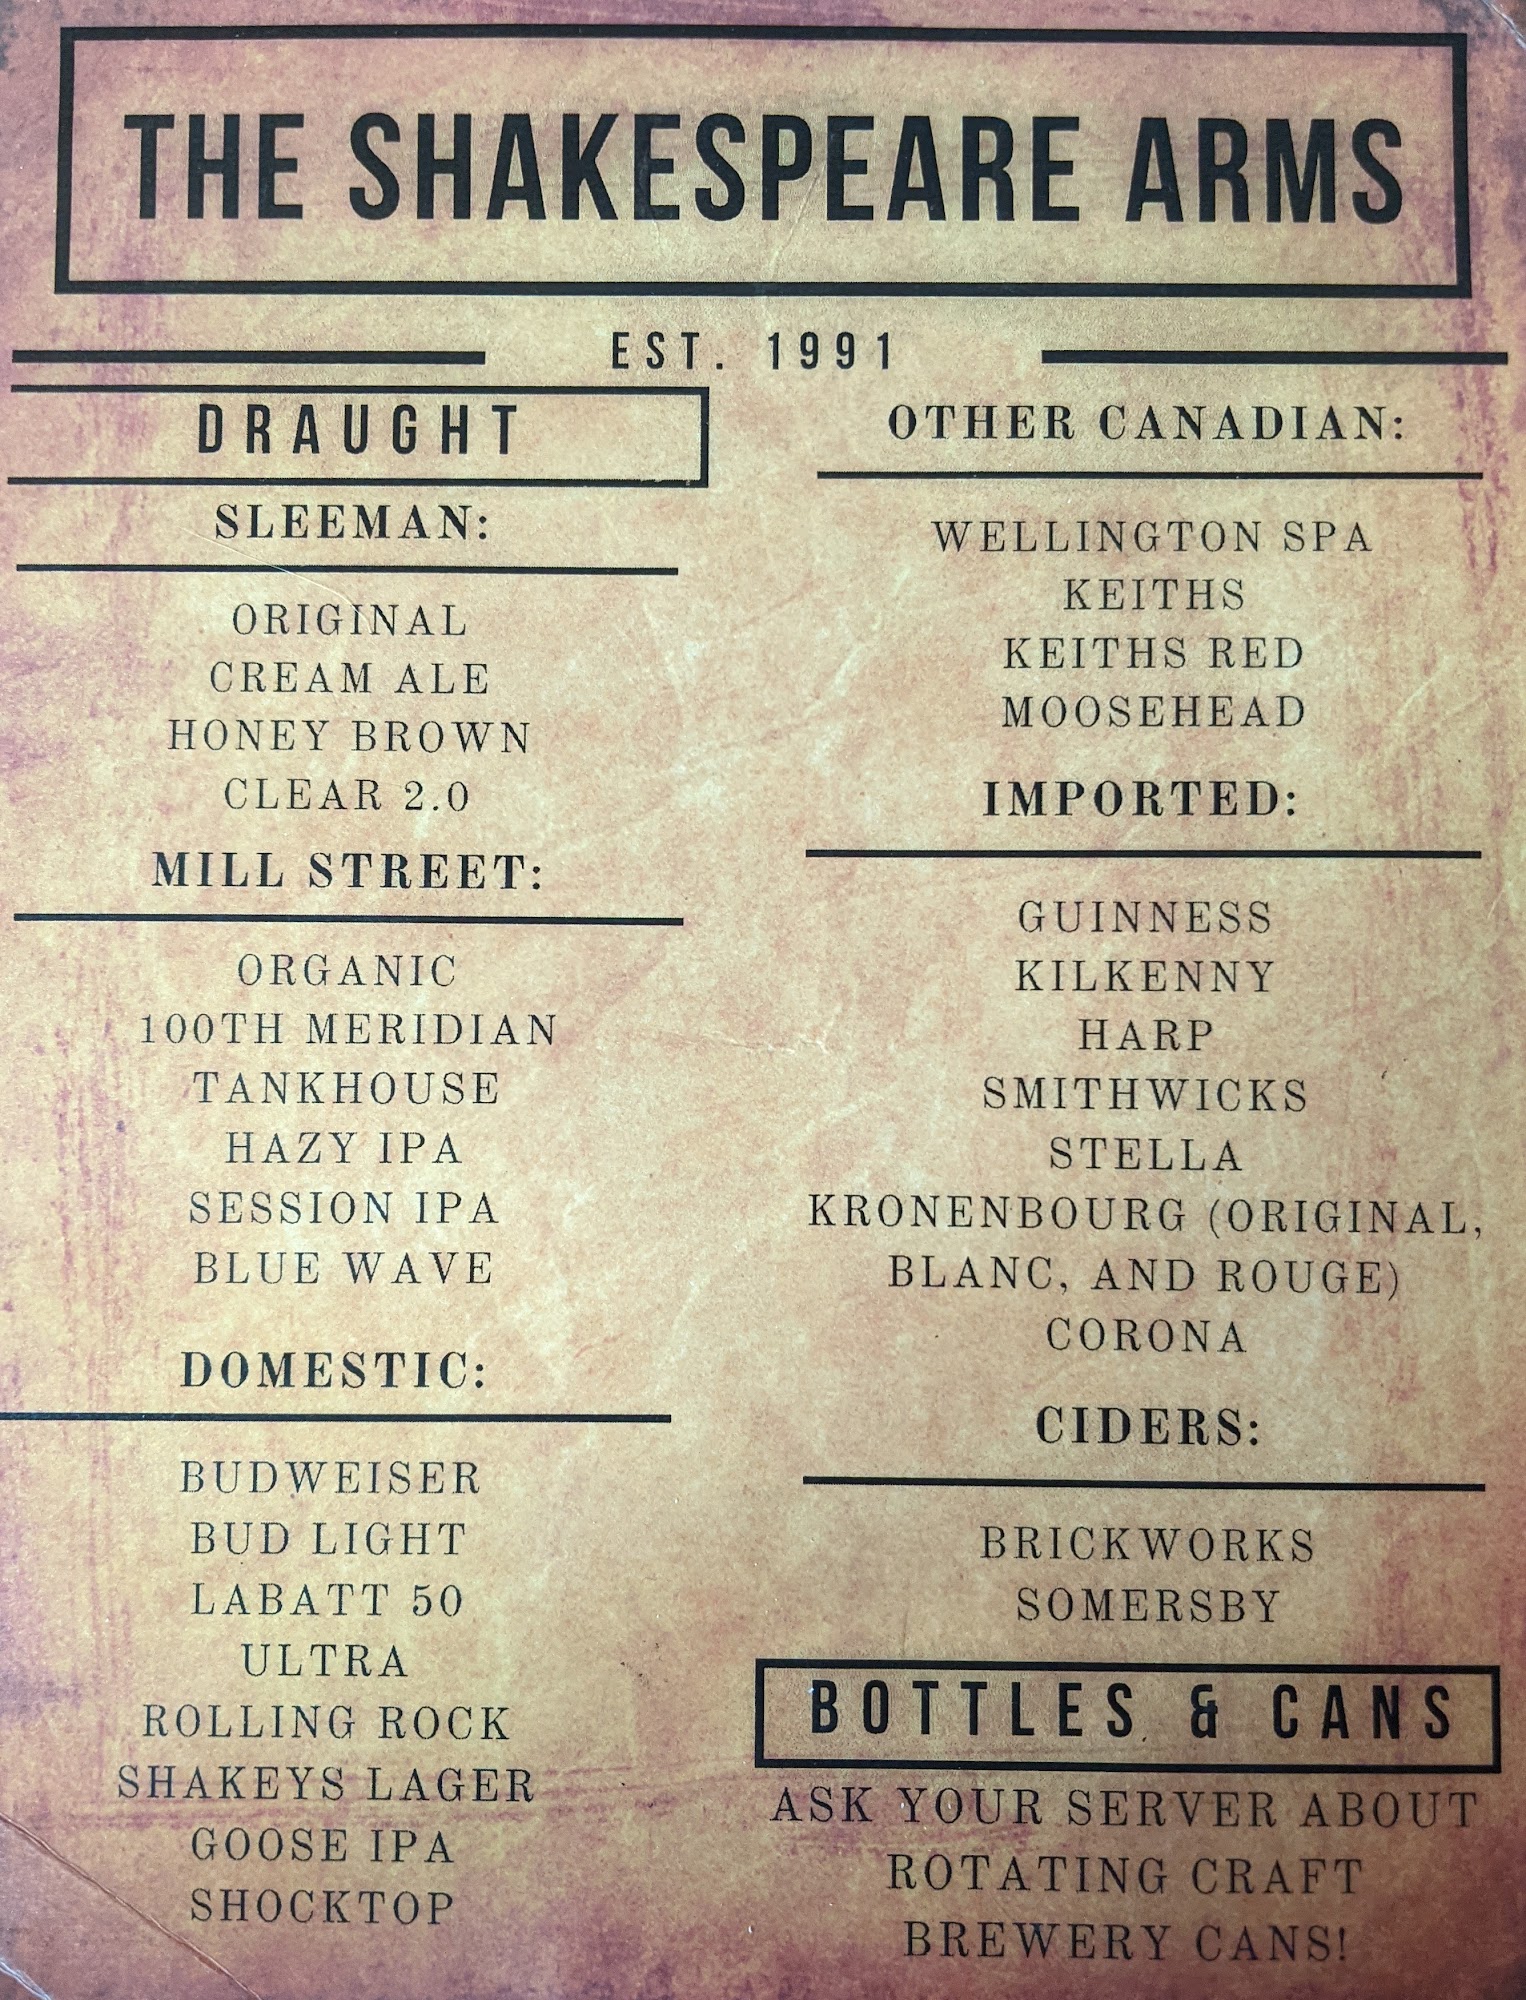 THE SHAKESPEARE ARMS
EST. 1991
DRAUGHT
SLEEMAN:
ORIGINAL
CREAM ALE
HONEY BROWN
CLEAR 2.0
MILL STREET:
ORGANIC
100TH MERIDIAN
TANKHOUSE
HAZY IPA
SESSION IPA
BLUE WAVE
DOMESTIC:
BUDWEISER
BUD LIGHT
LABATT 50
ULTRA
ROLLING ROCK
SHAKEYS LAGER
GOOSE IPA
SHOCKTOP
OTHER CANADIAN:
WELLINGTON SPA
KEITHS
KEITHS RED
MOOSEHEAD
IMPORTED:
GUINNESS
KILKENNY
HARP
SMITHWICKS
STELLA
KRONENBOURG (ORIGINAL,
BLANC, AND ROUGE)
CORONA
CIDERS:
BRICKWORKS
SOMERSBY
BOTTLES & CANS
ASK YOUR SERVER ABOUT
ROTATING CRAFT
BREWERY CANS!